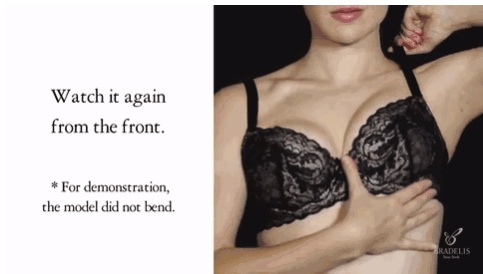 Watch it again
from the front.
* For demonstration,
the model did not bend.
BRADELIS
New York